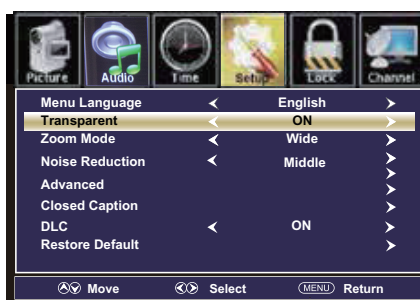 Picture Audio Time Setup Lock Channel
Menu Language English
Transparent ON
Zoom Mode Wide
Noise Reduction Middle
Advanced
Closed Caption
DLC ON
Restore Default
Move Select MENU Return